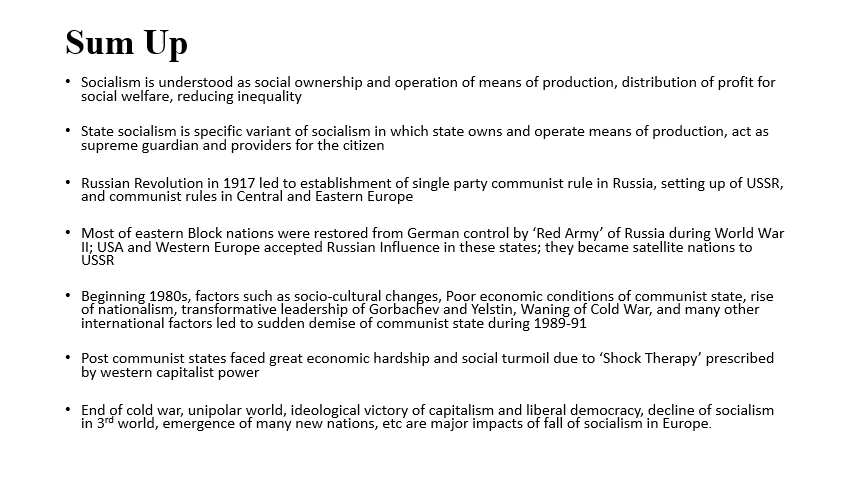 Sum Up
• Socialism is understood as social ownership and operation of means of production, distribution of profit for
social welfare, reducing inequality
• State socialism is specific variant of socialism in which state owns and operate means of production, act as
supreme guardian and providers for the citizen
• Russian Revolution in 1917 led to establishment of single party communist rule in Russia, setting up of USSR,
and communist rules in Central and Eastern Europe
• Most of eastern Block nations were restored from German control by ‘Red Army’ of Russia during World War
II; USA and Western Europe accepted Russian Influence in these states; they became satellite nations to
USSR
• Beginning 1980s, factors such as socio-cultural changes, Poor economic conditions of communist state, rise
of nationalism, transformative leadership of Gorbachev and Yelstin, Waning of Cold War, and many other
international factors led to sudden demise of communist state during 1989-91
• Post communist states faced great economic hardship and social turmoil due to ‘Shock Therapy’ prescribed
by western capitalist power
• End of cold war, unipolar world, ideological victory of capitalism and liberal democracy, decline of socialism
in 3rd world, emergence of many new nations, etc are major impacts of fall of socialism in Europe.